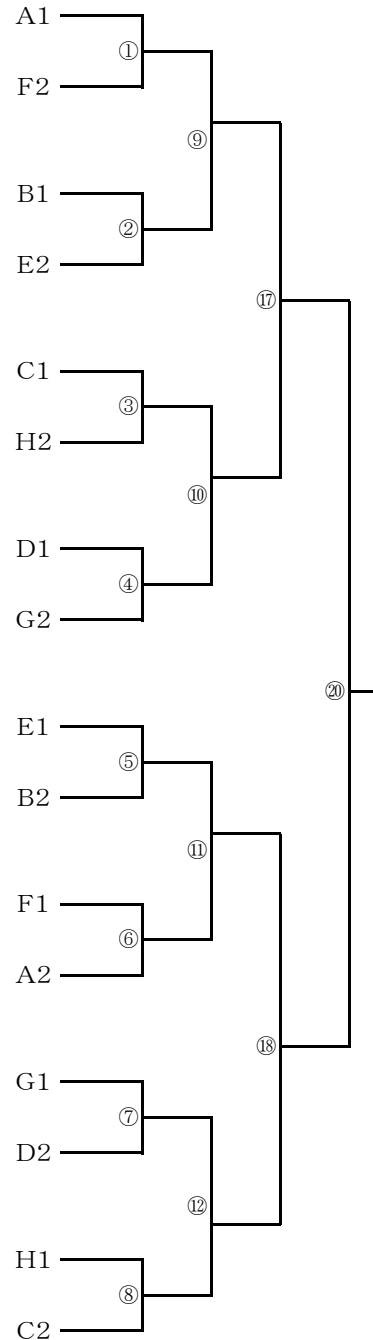 A1
①
F2
⑨
B1
②
E2
⑰
C1
③
H2
⑩
D1
④
G2
⑳
E1
⑤
B2
⑪
F1
⑥
A2
⑱
G1
⑦
D2
⑫
H1
⑧
C2